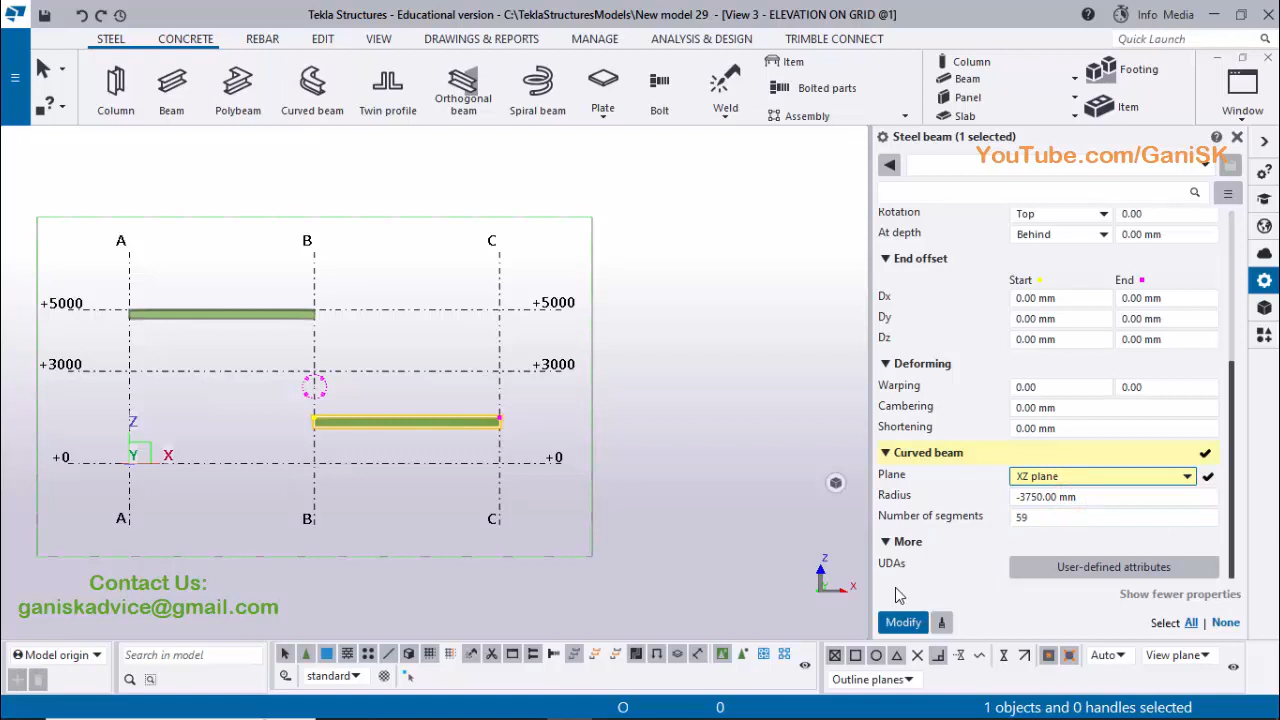 Tekla Structures - Educational version - C:\TeklaStructuresModels\New model 29 - [View 3 - ELEVATION ON GRID @1]
Info Media
STEEL CONCRETE REBAR EDIT VIEW DRAWINGS & REPORTS MANAGE ANALYSIS & DESIGN TRIMBLE CONNECT
Quick Launch
Column
Beam
Polybeam
Curved beam
Twin profile
Orthogonal
beam
Spiral beam
Plate
Bolt
Weld
Item
Bolted parts
Assembly
Column
Beam
Panel
Slab
Footing
Item
Window
Steel beam (1 selected)
YouTube.com/GaniSK
Rotation Top 0.00
At depth Behind 0.00 mm
End offset
Start End
Dx 0.00 mm 0.00 mm
Dy 0.00 mm 0.00 mm
Dz 0.00 mm 0.00 mm
Deforming
Warping 0.00 0.00
Cambering 0.00 mm
Shortening 0.00 mm
Curved beam
Plane XZ plane
Radius -3750.00 mm
Number of segments 59
More
UDAs User-defined attributes
Show fewer properties
Modify Select All | None
A B C
+5000 +5000
+3000 +3000
Z
Y X
+0 +0
A B C
Z
Y X
Contact Us:
ganiskadvice@gmail.com
Model origin
Search in model
standard
Auto
View plane
Outline planes
O 0 1 objects and 0 handles selected